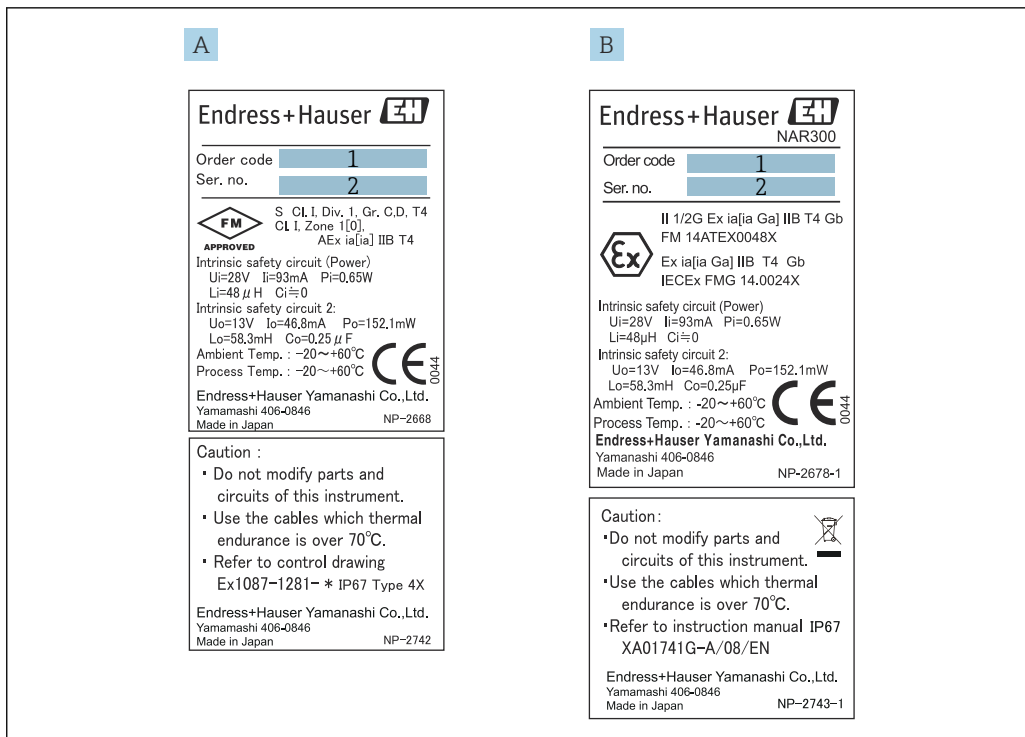 A
Endress+Hauser EH
Order code 1
Ser. no. 2
FM
APPROVED
S Cl. I, Div. 1, Gr. C,D, T4
Cl. I, Zone 1[0],
AEx ia[ia] IIB T4
Intrinsic safety circuit (Power)
Ui=28V Ii=93mA Pi=0.65W
Li=48μH Ci≒0
Intrinsic safety circuit 2:
Uo=13V Io=46.8mA Po=152.1mW
Lo=58.3mH Co=0.25μF
Ambient Temp. : -20~+60℃
Process Temp. : -20~+60℃
CE 0044
Endress+Hauser Yamanashi Co.,Ltd.
Yamamashi 406-0846
Made in Japan NP-2668
Caution :
・Do not modify parts and
circuits of this instrument.
・Use the cables which thermal
endurance is over 70℃.
・Refer to control drawing
Ex1087-1281- * IP67 Type 4X
Endress+Hauser Yamanashi Co.,Ltd.
Yamamashi 406-0846
Made in Japan NP-2742
B
Endress+Hauser EH
NAR300
Order code 1
Ser. no. 2
Ex
II 1/2G Ex ia[ia Ga] IIB T4 Gb
FM 14ATEX0048X
Ex ia[ia Ga] IIB T4 Gb
IECEx FMG 14.0024X
Intrinsic safety circuit (Power)
Ui=28V Ii=93mA Pi=0.65W
Li=48μH Ci≒0
Intrinsic safety circuit 2:
Uo=13V Io=46.8mA Po=152.1mW
Lo=58.3mH Co=0.25μF
Ambient Temp. : -20~+60℃
Process Temp. : -20~+60℃
CE 0044
Endress+Hauser Yamanashi Co.,Ltd.
Yamanashi 406-0846
Made in Japan NP-2678-1
Caution:
・Do not modify parts and
circuits of this instrument.
・Use the cables which thermal
endurance is over 70℃.
・Refer to instruction manual IP67
XA01741G-A/08/EN
Endress+Hauser Yamanashi Co.,Ltd.
Yamamashi 406-0846
Made in Japan NP-2743-1